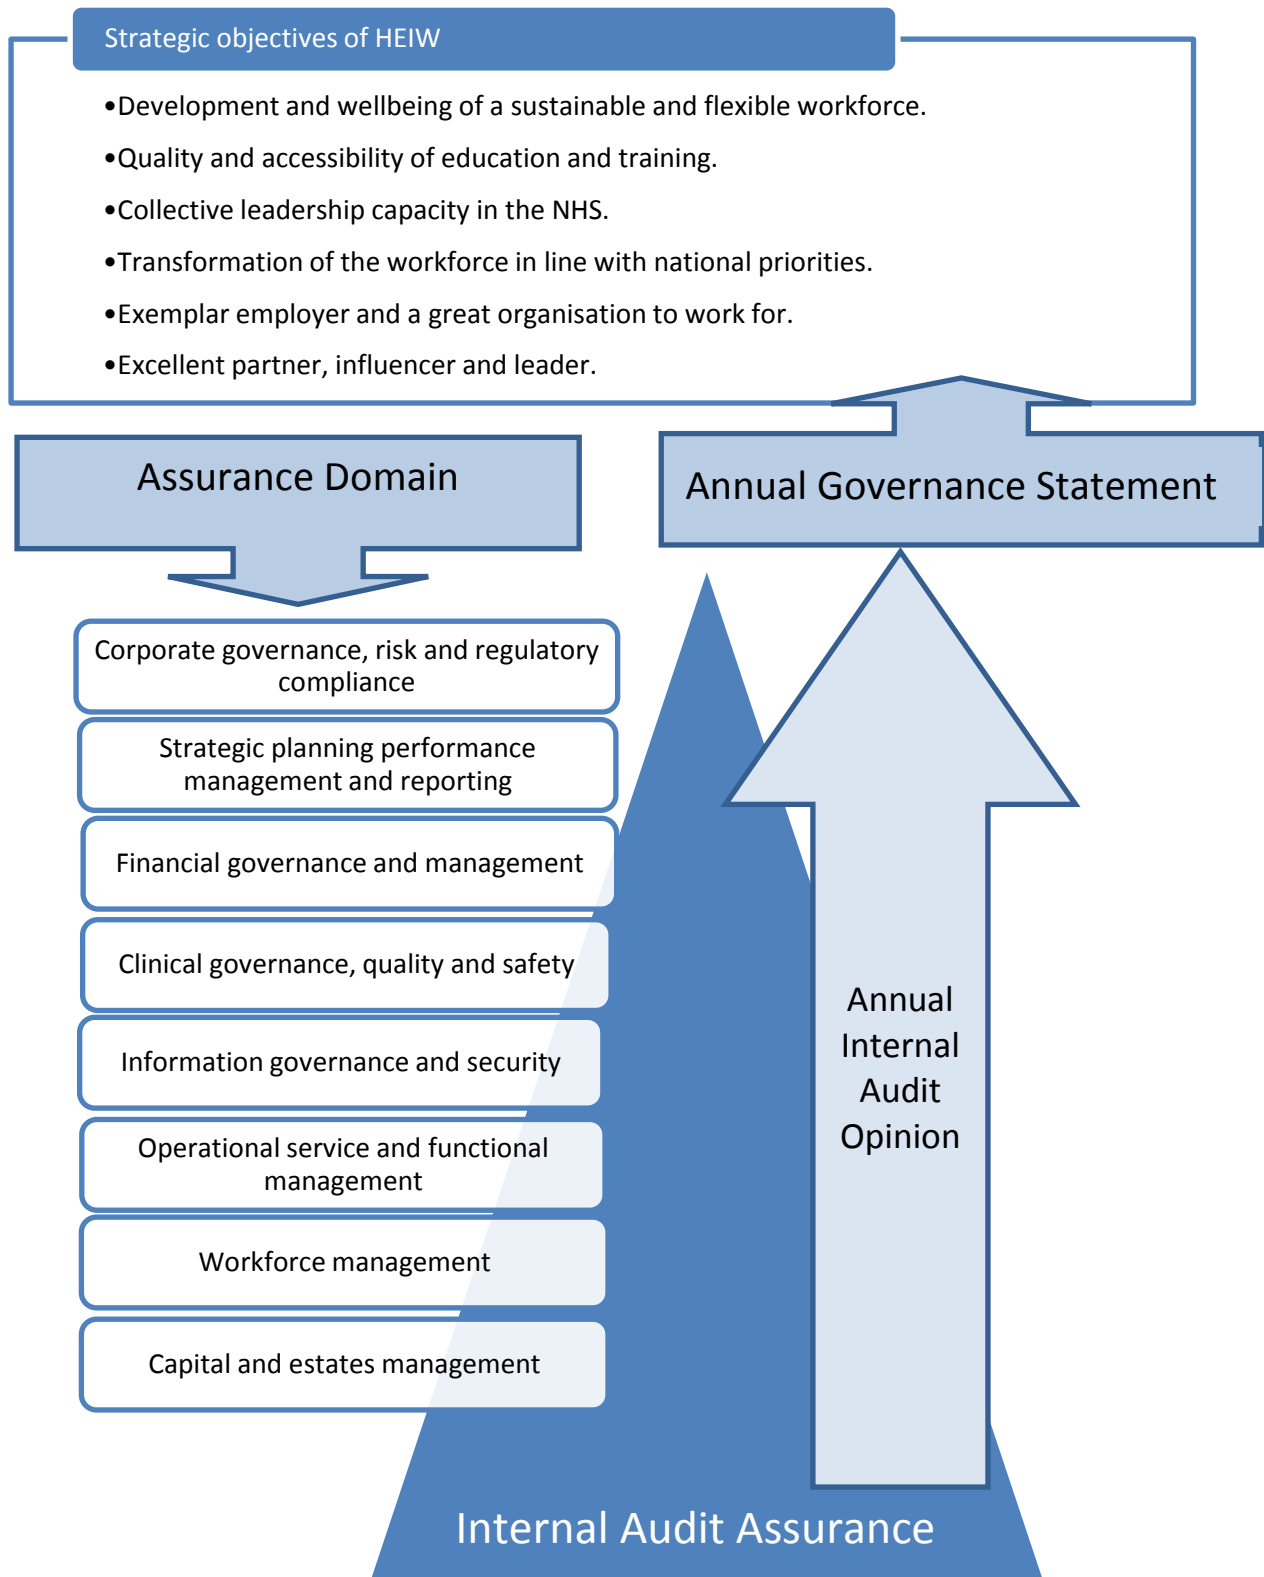 Strategic objectives of HEIW
•Development and wellbeing of a sustainable and flexible workforce.
•Quality and accessibility of education and training.
•Collective leadership capacity in the NHS.
•Transformation of the workforce in line with national priorities.
•Exemplar employer and a great organisation to work for.
•Excellent partner, influencer and leader.
Assurance Domain
Annual Governance Statement
Corporate governance, risk and regulatory
compliance
Strategic planning performance
management and reporting
Financial governance and management
Clinical governance, quality and safety
Information governance and security
Operational service and functional
management
Workforce management
Capital and estates management
Annual
Internal
Audit
Opinion
Internal Audit Assurance